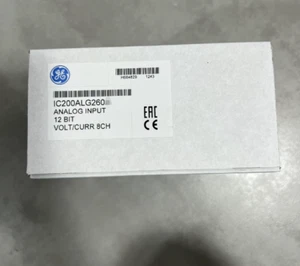 IC200ALG260
ANALOG INPUT
12 BIT
VOLT/CURR 8CH
EAC
CE